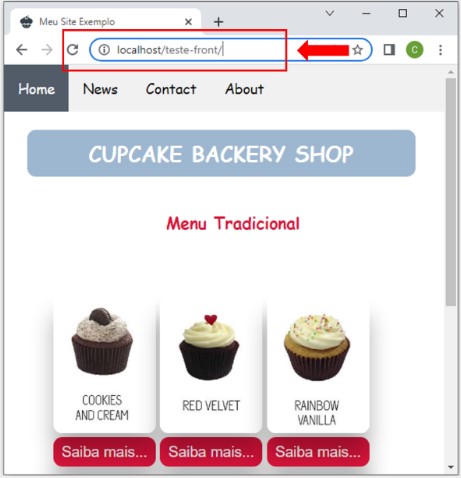 Meu Site Exemplo
localhost/teste-front/
C
Home News Contact About
CUPCAKE BACKERY SHOP
Menu Tradicional
COOKIES
AND CREAM
RED VELVET
RAINBOW
VANILLA
Saiba mais... Saiba mais... Saiba mais...